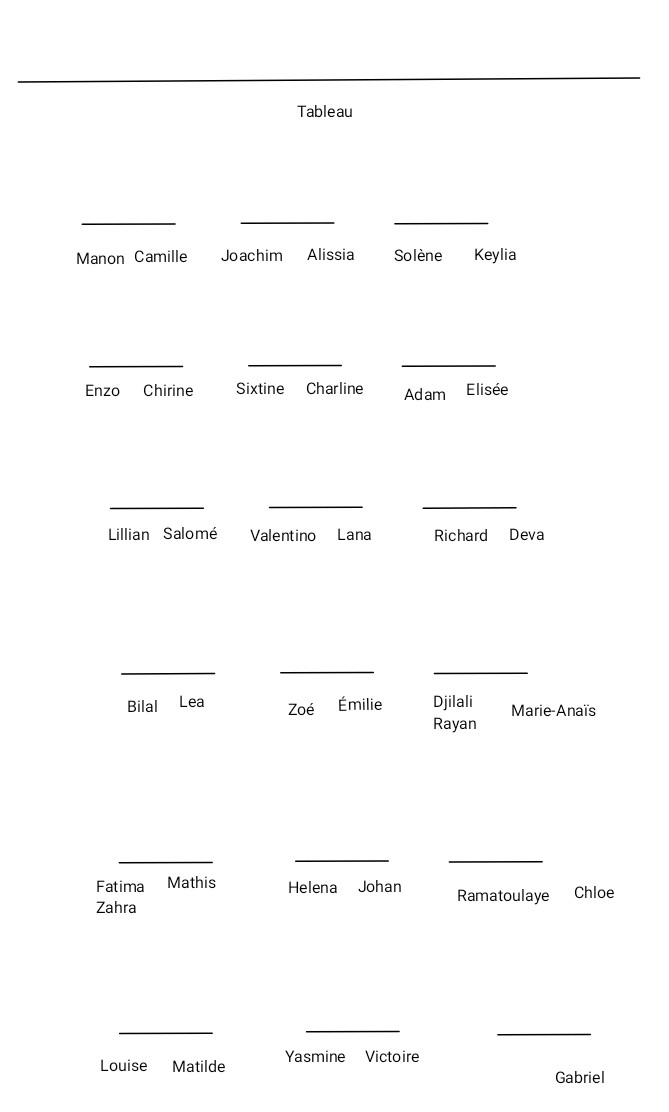 Tableau
Manon Camille Joachim Alissia Solène Keylia
Enzo Chirine Sixtine Charline Adam Elisée
Lillian Salomé Valentino Lana Richard Deva
Bilal Lea Zoé Émilie Djilali Marie-Anaïs
Rayan
Fatima Mathis Helena Johan Ramatoulaye Chloe
Zahra
Louise Matilde Yasmine Victoire Gabriel